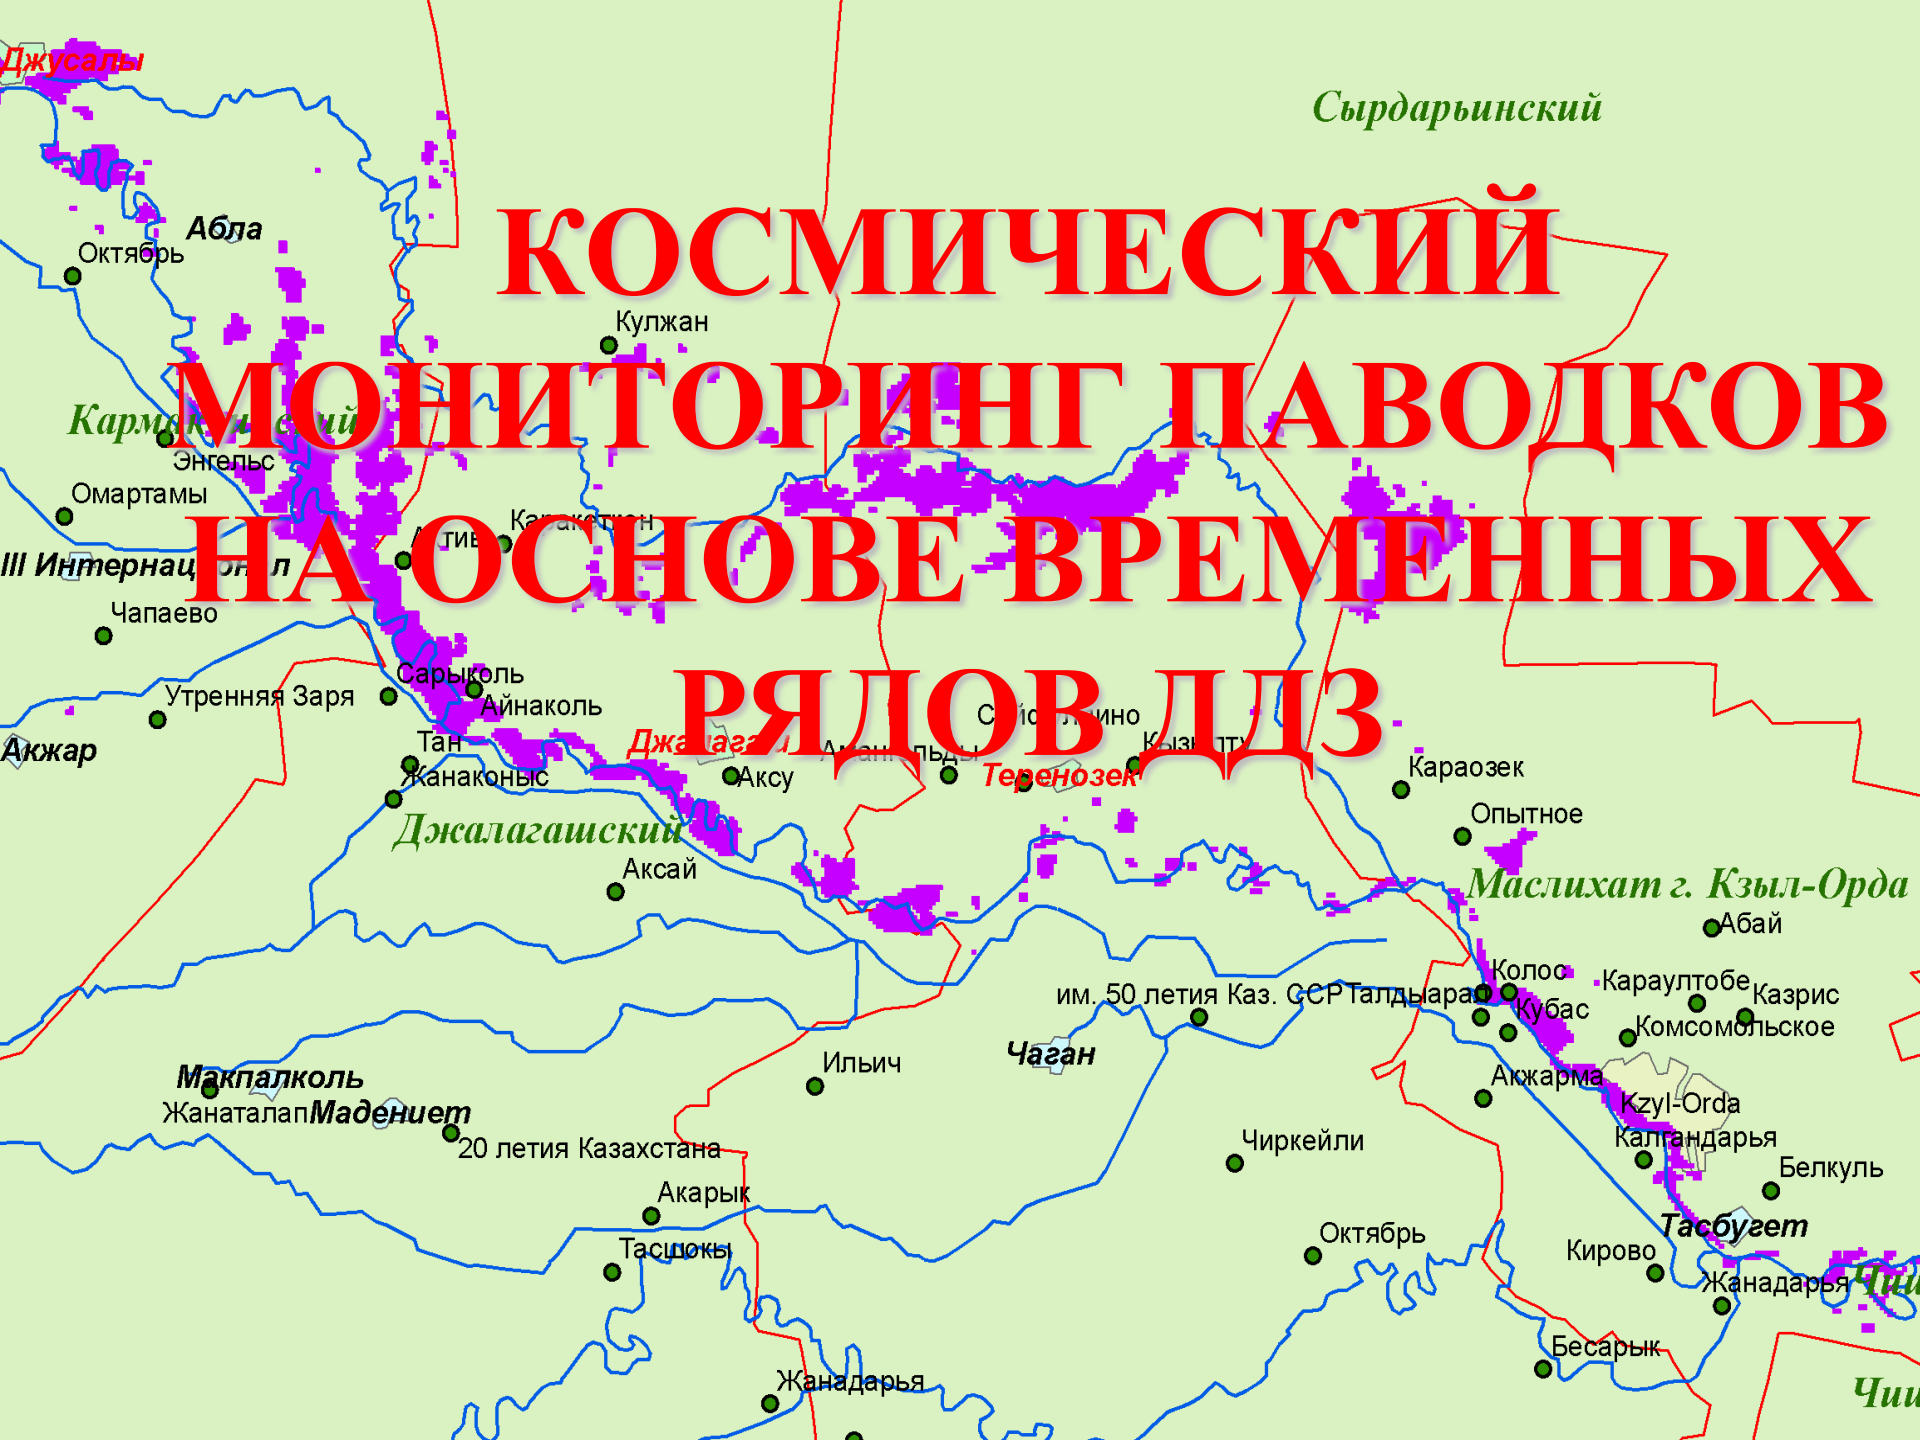 Джусалы
Сырдарьинский
КОСМИЧЕСКИЙ
Абла
Октябрь
Кулжан
МОНИТОРИНГ ПАВОДКОВ
Энгельс
Омартамы
НА ОСНОВЕ ВРЕМЕННЫХ
Чапаево
РЯДОВ ДДЗ
Сарыколь
Утренняя Заря
Айнаколь
Акжар
Тан
Жанаконыс
Аксу
Теренозек
Караозек
Опытное
Джалагашский
Аксай
Маслихат г. Кзыл-Орда
Абай
Колос
Караултобе
им. 50 летия Каз. ССР
Казрис
Кубас
Комсомольское
Чаган
Ильич
Макпалколь
Акжарма
Жанаталап
Мадениет
Kzyl-Orda
20 летия Казахстана
Чиркейли
Калгандарья
Белкуль
Акарык
Тасбугет
Октябрь
Тасшокы
Кирово
Жанадарья
Бесарык
Жанадарья